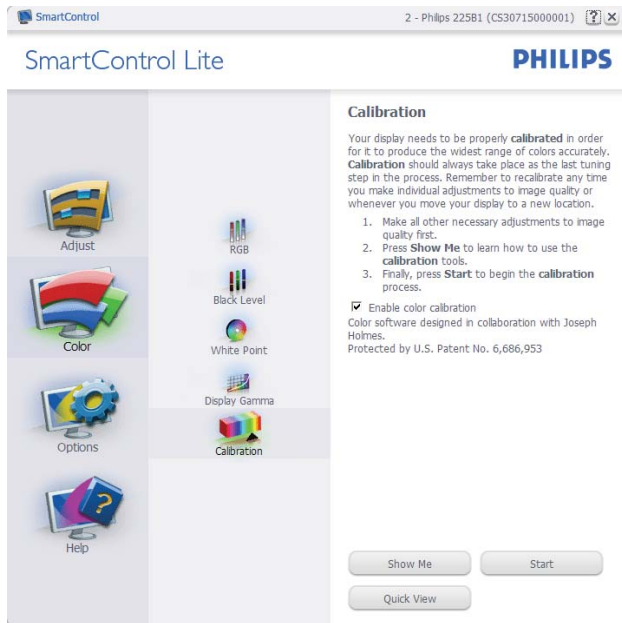 SmartControl
2 - Philips 225B1 (CS30715000001)
SmartControl Lite
PHILIPS
Adjust
Color
Options
Help
RGB
Black Level
White Point
Display Gamma
Calibration
Calibration
Your display needs to be properly calibrated in order
for it to produce the widest range of colors accurately.
Calibration should always take place as the last tuning
step in the process. Remember to recalibrate any time
you make individual adjustments to image quality or
whenever you move your display to a new location.
1. Make all other necessary adjustments to image
quality first.
2. Press Show Me to learn how to use the
calibration tools.
3. Finally, press Start to begin the calibration
process.
Enable color calibration
Color software designed in collaboration with Joseph
Holmes.
Protected by U.S. Patent No. 6,686,953
Show Me
Start
Quick View